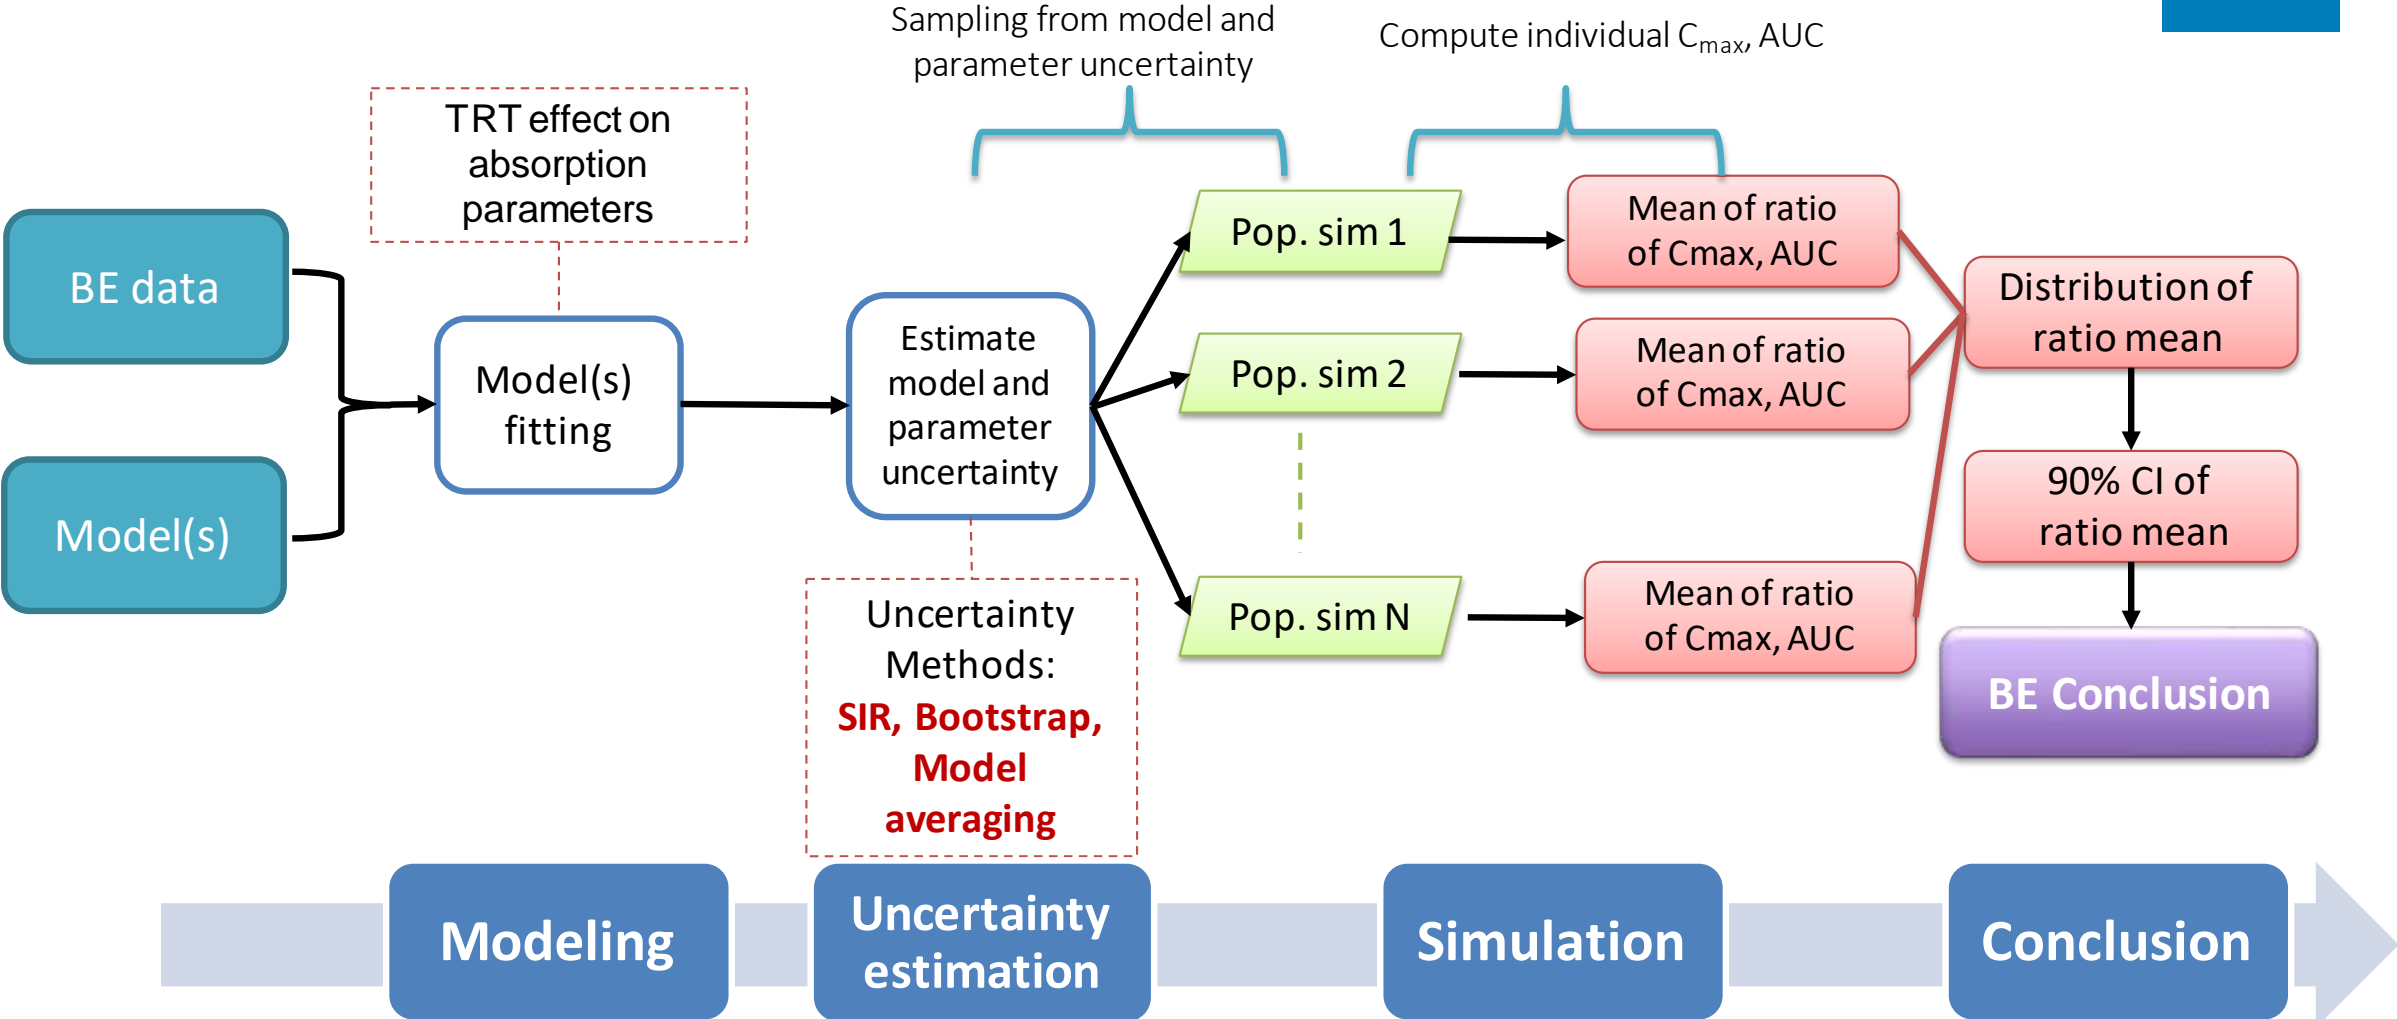 Sampling from model and
parameter uncertainty
Compute individual Cmax, AUC
TRT effect on
absorption
parameters
BE data
Model(s)
Model(s)
fitting
Estimate
model and
parameter
uncertainty
Uncertainty
Methods:
SIR, Bootstrap,
Model
averaging
Pop. sim 1
Pop. sim 2
Pop. sim N
Mean of ratio
of Cmax, AUC
Mean of ratio
of Cmax, AUC
Mean of ratio
of Cmax, AUC
Distribution of
ratio mean
90% CI of
ratio mean
BE Conclusion
Modeling
Uncertainty
estimation
Simulation
Conclusion